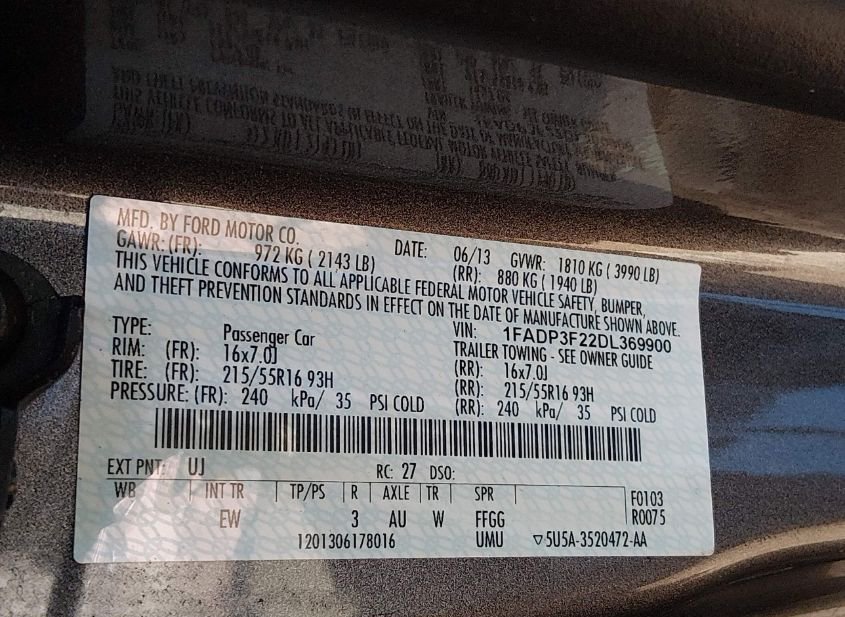 MFD. BY FORD MOTOR CO.
DATE: 06/13 GVWR: 1810 KG ( 3990 LB)
GAWR: (FR): 972 KG ( 2143 LB) (RR): 880 KG ( 1940 LB)
THIS VEHICLE CONFORMS TO ALL APPLICABLE FEDERAL MOTOR VEHICLE SAFETY, BUMPER,
AND THEFT PREVENTION STANDARDS IN EFFECT ON THE DATE OF MANUFACTURE SHOWN ABOVE.
VIN: 1FADP3F22DL369900
TYPE: Passenger Car TRAILER TOWING - SEE OWNER GUIDE
RIM: (FR): 16x7.0J (RR): 16x7.0J
TIRE: (FR): 215/55R16 93H (RR): 215/55R16 93H
PRESSURE: (FR): 240 kPa/ 35 PSI COLD (RR): 240 kPa/ 35 PSI COLD
EXT PNT: UJ RC: 27 DSO:
WB INT TR TP/PS R AXLE TR SPR F0103
EW 3 AU W FFGG R0075
1201306178016 UMU ▽5U5A-3520472-AA